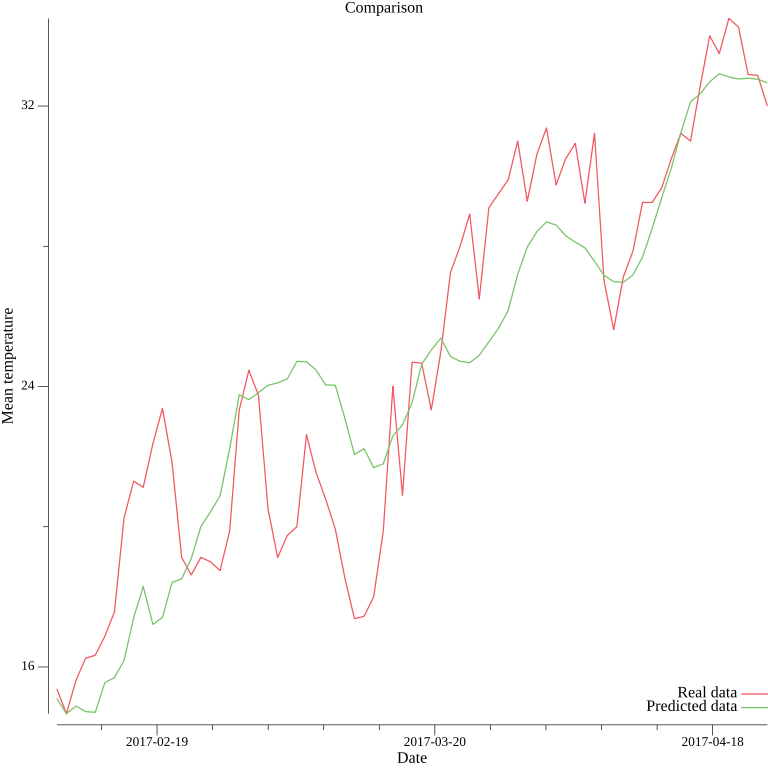 Comparison
32
24
16
Mean temperature
Real data
Predicted data
2017-02-19
2017-03-20
2017-04-18
Date